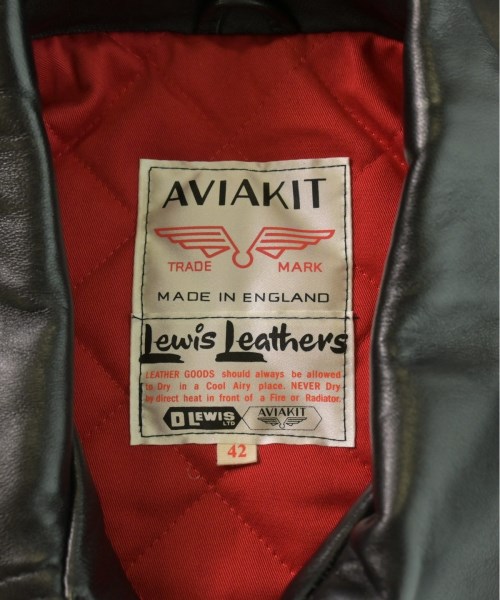 AVIAKIT
TRADE MARK
MADE IN ENGLAND
Lewis Leathers
LEATHER GOODS should always be allowed
to Dry in a Cool Airy place. NEVER Dry
by direct heat in front of a Fire or Radiator.
D LEWIS LTD AVIAKIT
42